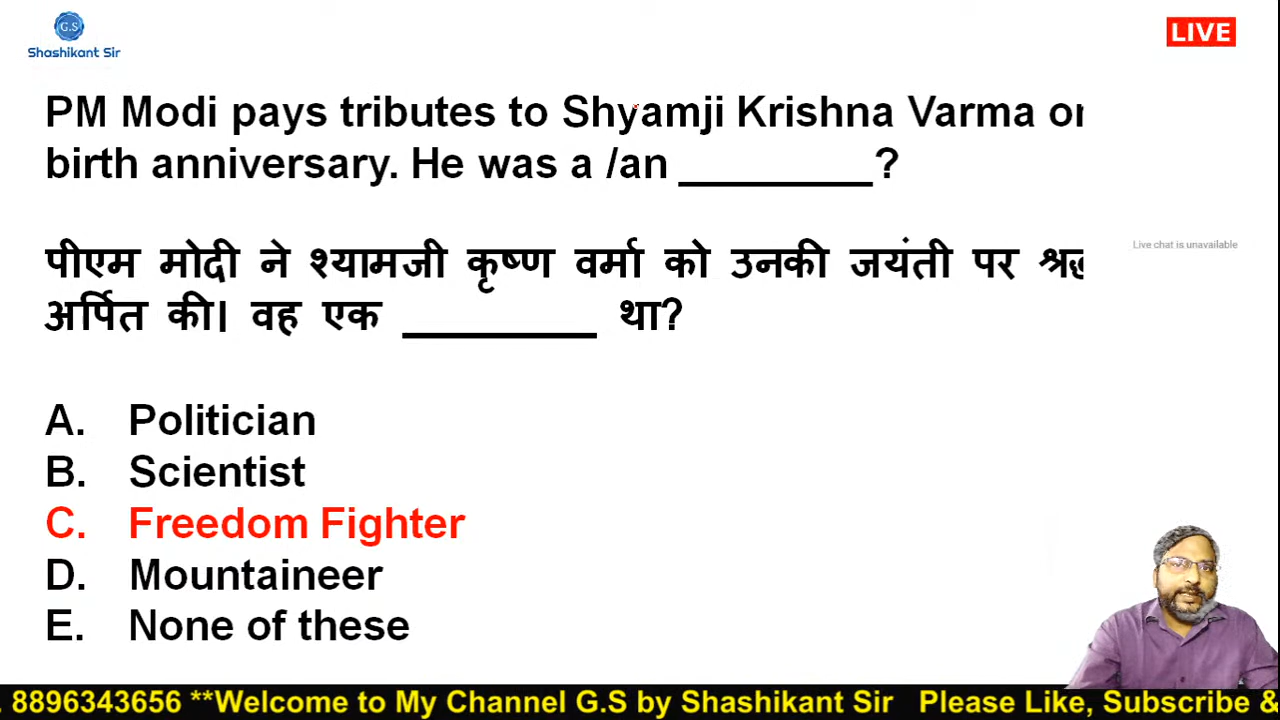 G.S
Shashikant Sir
LIVE
PM Modi pays tributes to Shyamji Krishna Varma
birth anniversary. He was a /an ________?
पीएम मोदी ने श्यामजी कृष्ण वर्मा को उनकी जयंती पर
अर्पित की। वह एक ________ था?
Live chat is unavailable
A. Politician
B. Scientist
C. Freedom Fighter
D. Mountaineer
E. None of these
. 8896343656 **Welcome to My Channel G.S by Shashikant Sir Please Like, Subscribe &